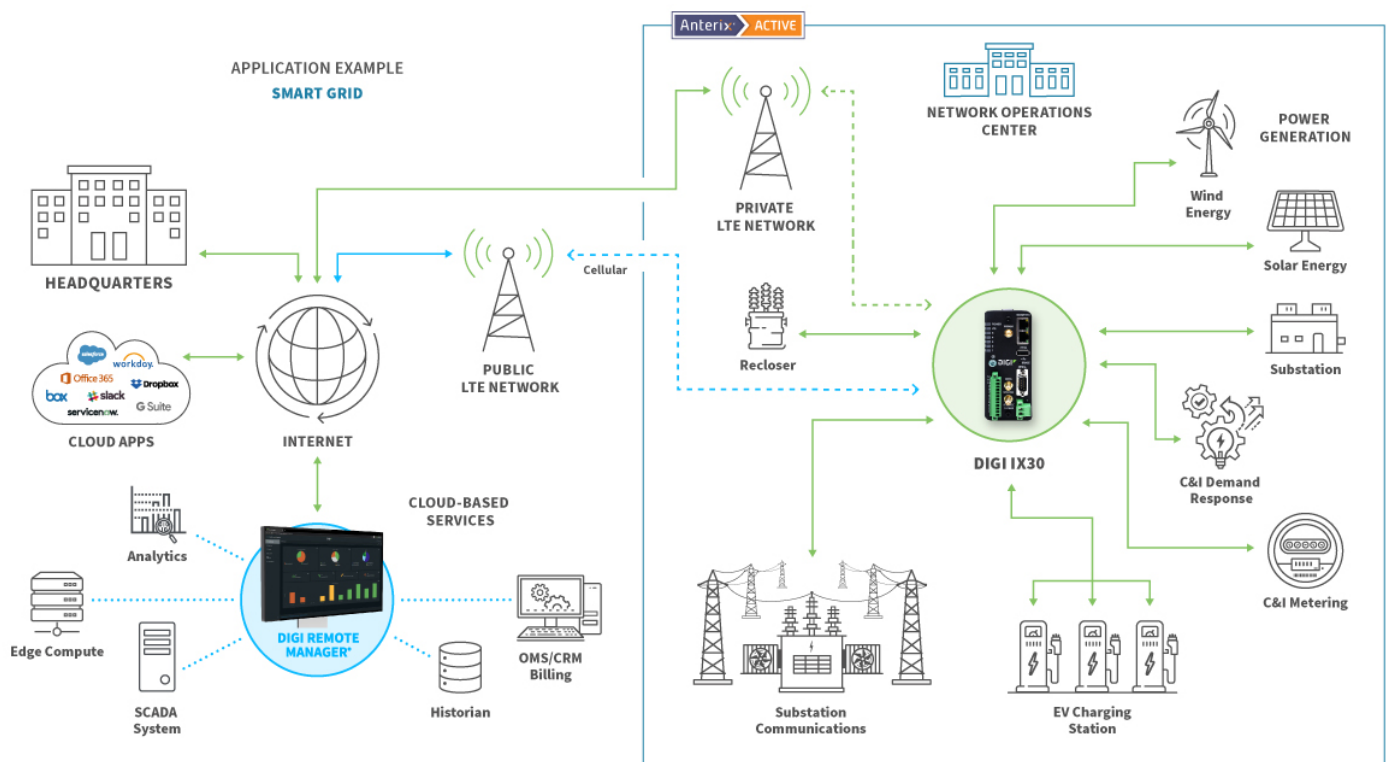 Anterix ACTIVE
APPLICATION EXAMPLE
SMART GRID
NETWORK OPERATIONS
CENTER
POWER
GENERATION
Wind
Energy
PRIVATE
LTE NETWORK
Solar Energy
HEADQUARTERS
Cellular
Recloser
Substation
PUBLIC
LTE NETWORK
salesforce
workday.
Office 365
Dropbox
box
slack
servicenow.
G Suite
CLOUD APPS
INTERNET
DIGI
DIGI IX30
C&I Demand
Response
CLOUD-BASED
SERVICES
Analytics
Edge Compute
DIGI REMOTE
MANAGER®
OMS/CRM
Billing
C&I Metering
SCADA
System
Historian
Substation
Communications
EV Charging
Station